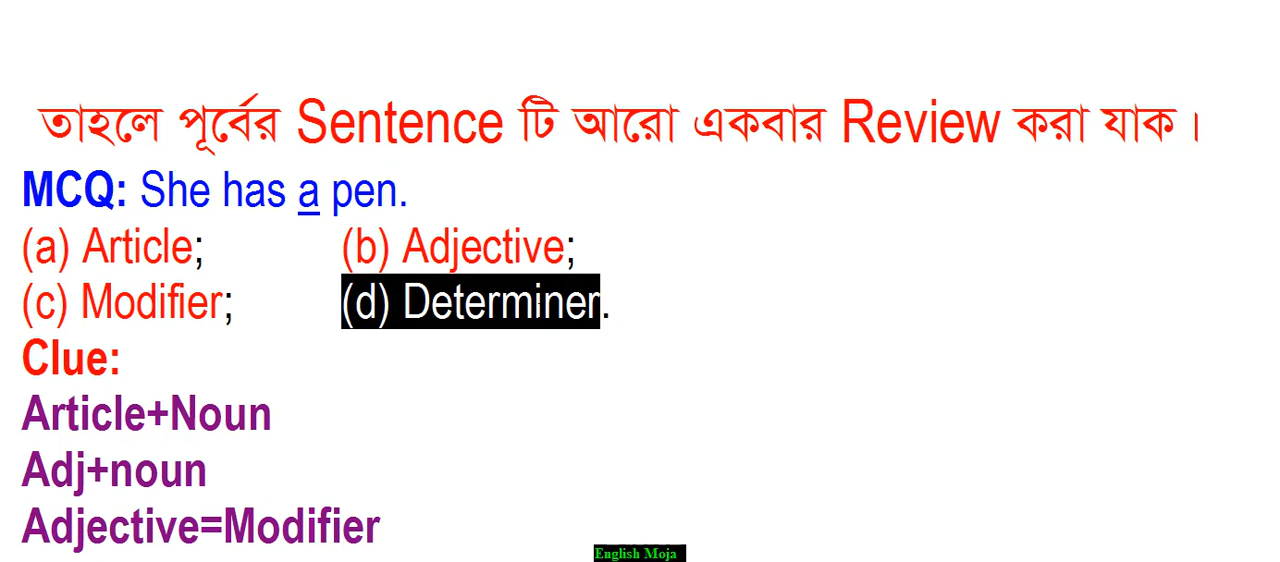 তাহলে পূর্বের Sentence টি আরো একবার Review করা যাক।
MCQ: She has a pen.
(a) Article; (b) Adjective;
(c) Modifier; (d) Determiner.
Clue:
Article+Noun
Adj+noun
Adjective=Modifier
English Moja